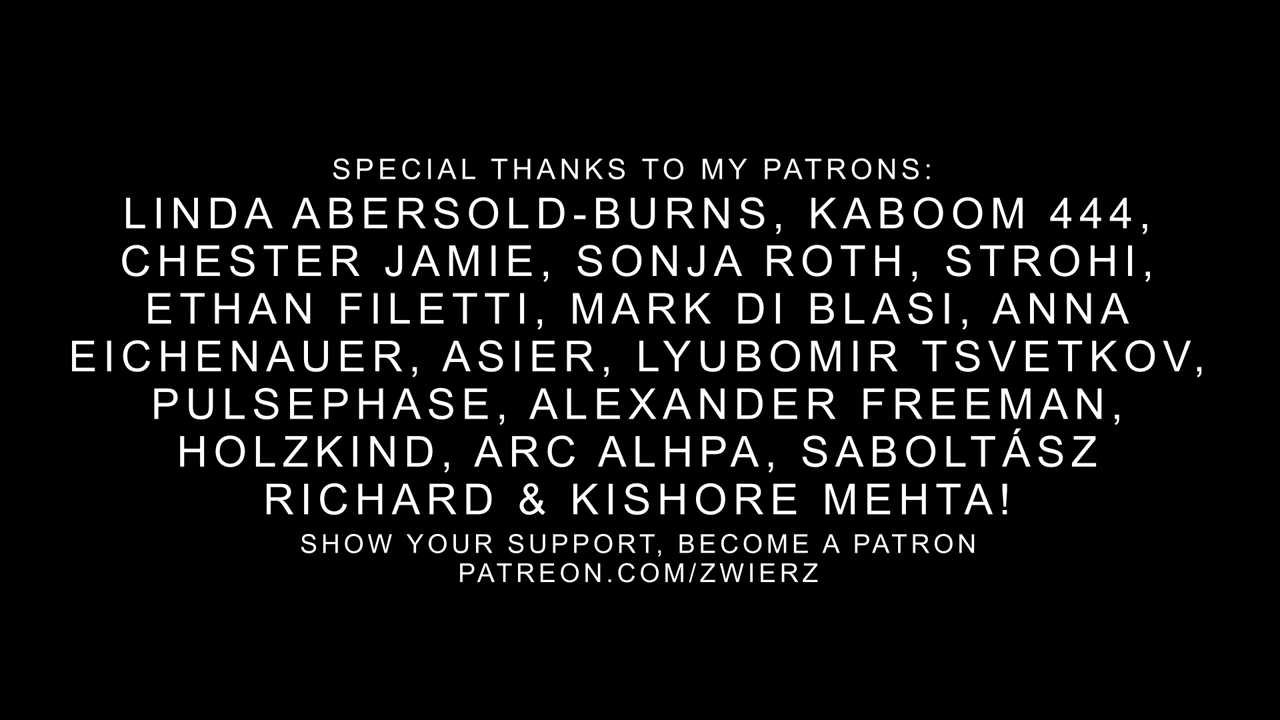 SPECIAL THANKS TO MY PATRONS:
LINDA ABERSOLD-BURNS, KABOOM 444,
CHESTER JAMIE, SONJA ROTH, STROHI,
ETHAN FILETTI, MARK DI BLASI, ANNA
EICHENAUER, ASIER, LYUBOMIR TSVETKOV,
PULSEPHASE, ALEXANDER FREEMAN,
HOLZKIND, ARC ALHPA, SABOLTÁSZ
RICHARD & KISHORE MEHTA!
SHOW YOUR SUPPORT, BECOME A PATRON
PATREON.COM/ZWIERZ